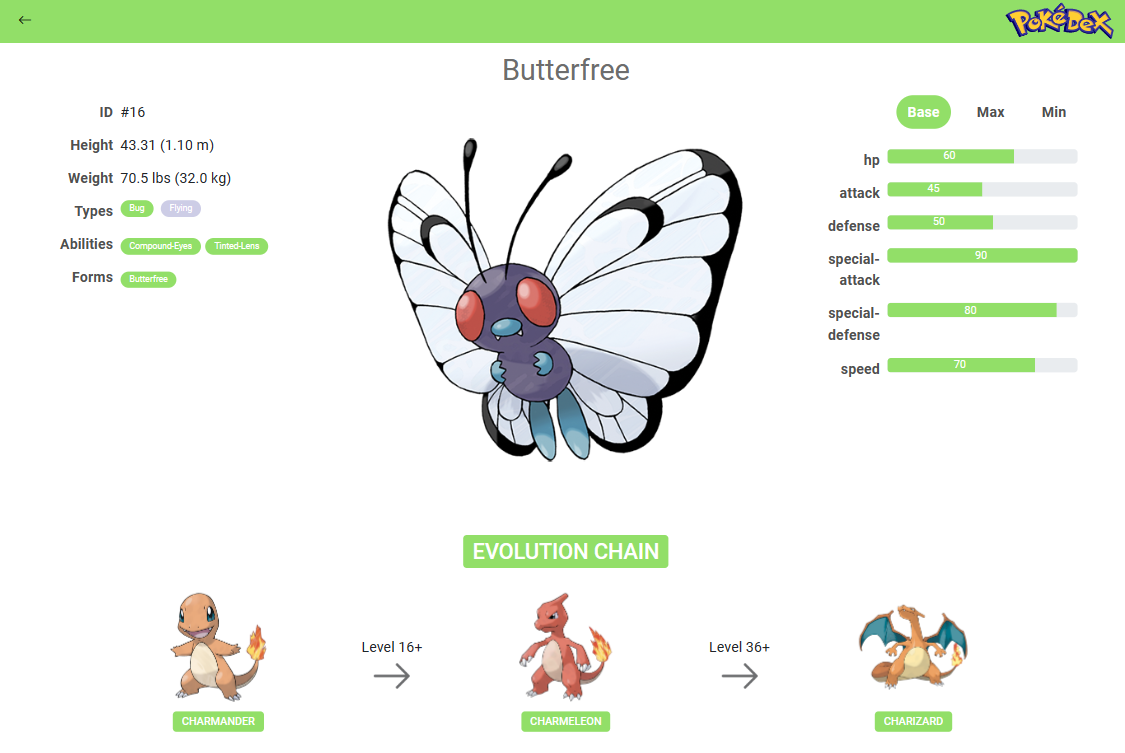 PokéDex
Butterfree
ID #16
Height 43.31 (1.10 m)
Weight 70.5 lbs (32.0 kg)
Types Bug Flying
Abilities Compound-Eyes Tinted-Lens
Forms Butterfree
Base Max Min
hp 60
attack 45
defense 50
special-
attack 90
special-
defense 80
speed 70
EVOLUTION CHAIN
Level 16+
Level 36+
CHARMANDER
CHARMELEON
CHARIZARD